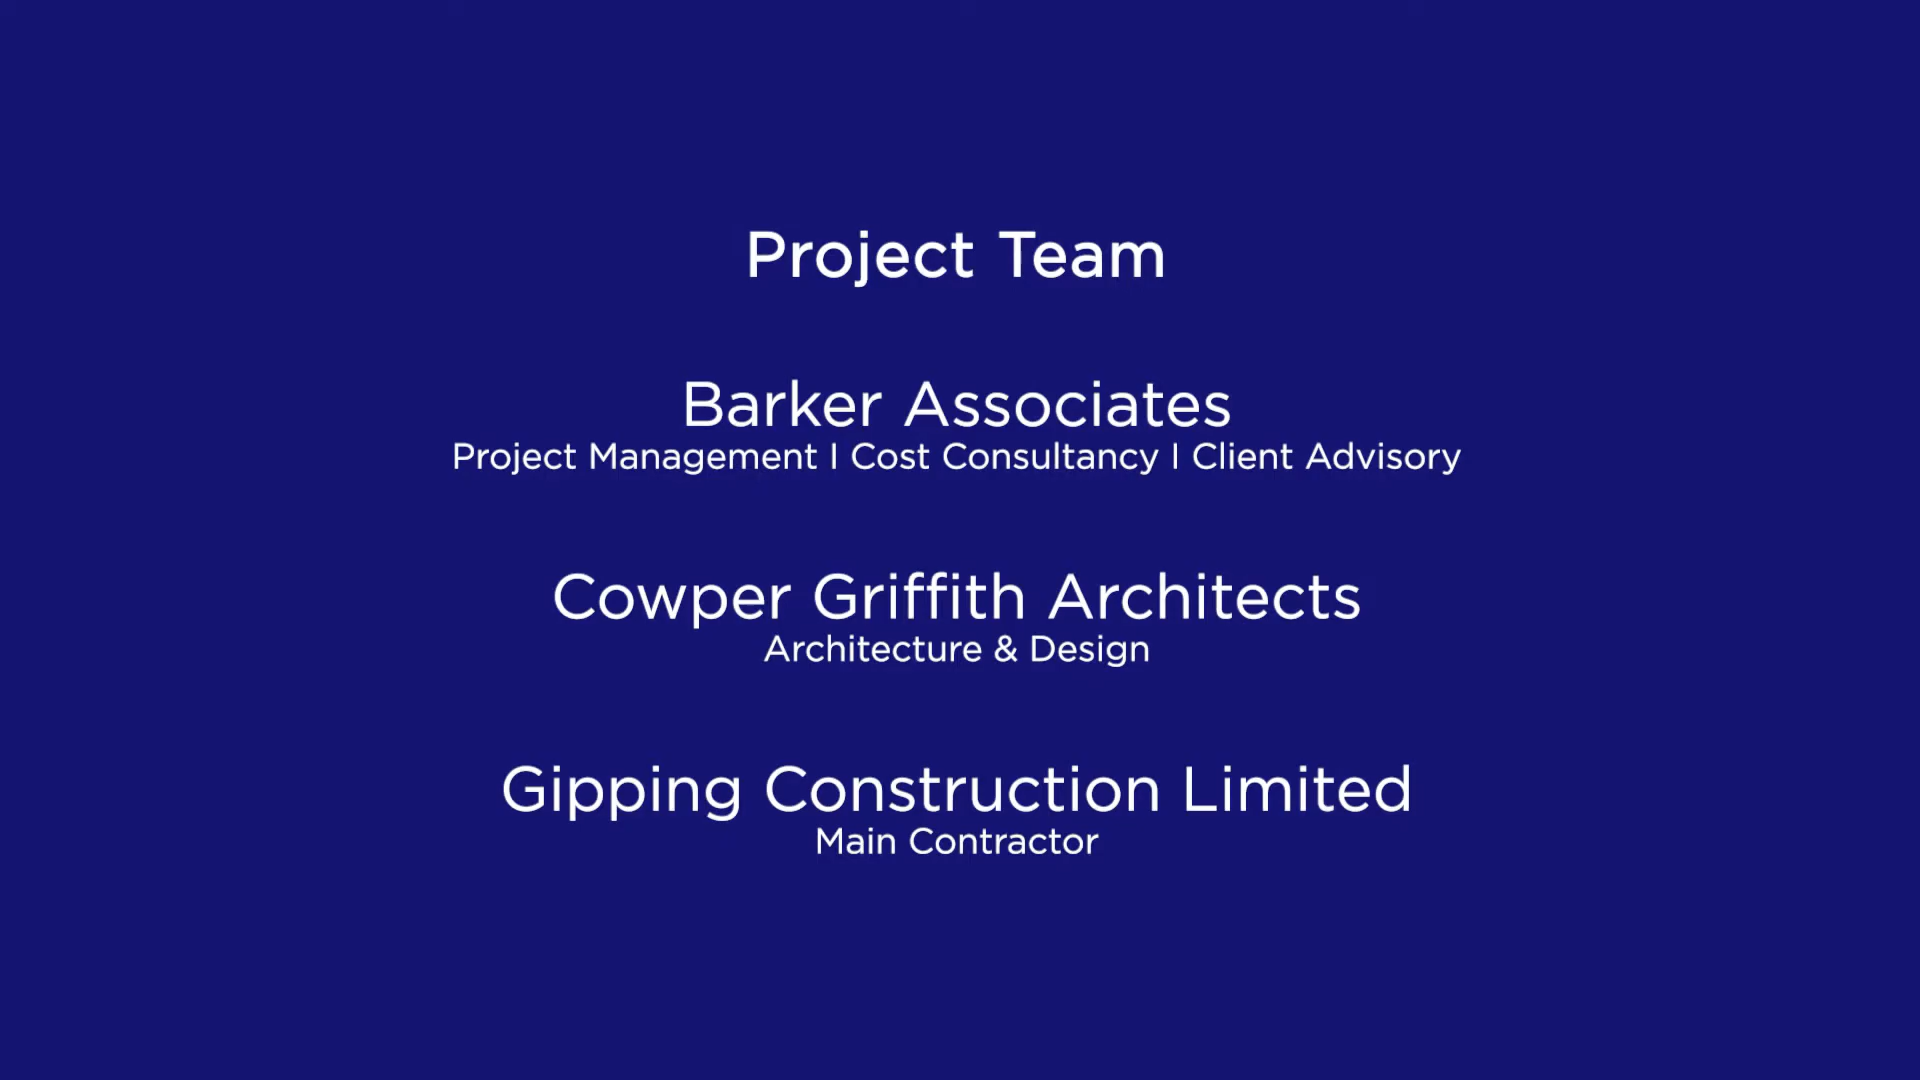 Project Team
Barker Associates
Project Management I Cost Consultancy I Client Advisory
Cowper Griffith Architects
Architecture & Design
Gipping Construction Limited
Main Contractor